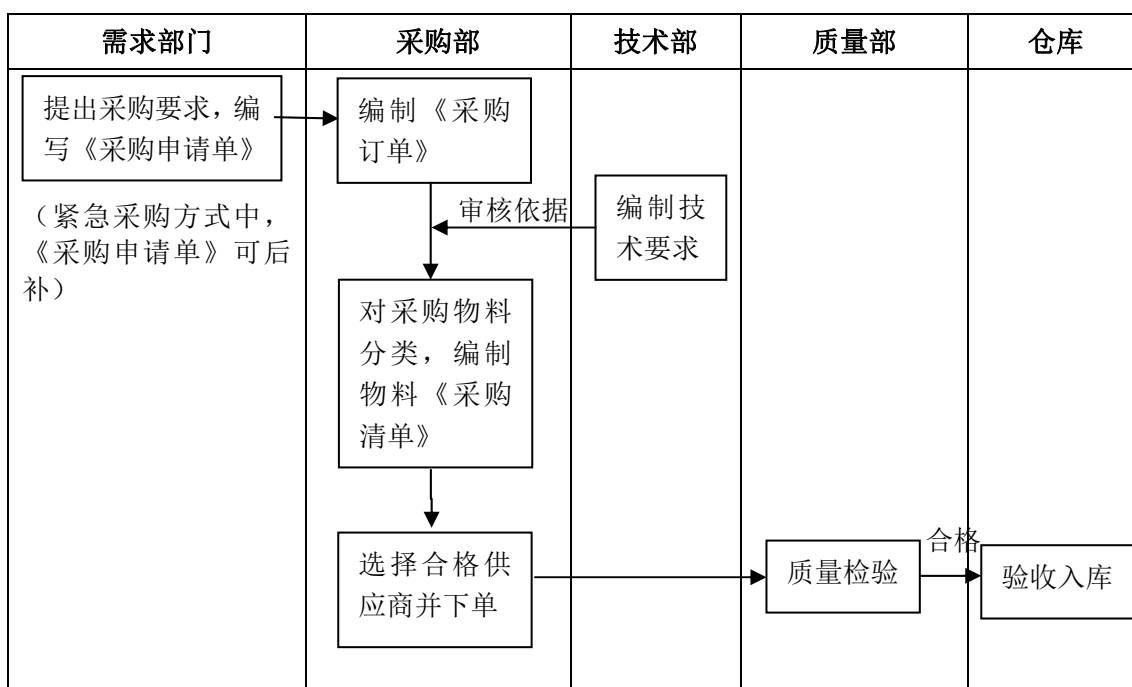 需求部门
采购部
技术部
质量部
仓库
提出采购要求，编
写《采购申请单》
（紧急采购方式中，
《采购申请单》可后
补）
编制《采购
订单》
审核依据
编制技
术要求
对采购物料
分类，编制
物料《采购
清单》
选择合格供
应商并下单
质量检验
合格
验收入库